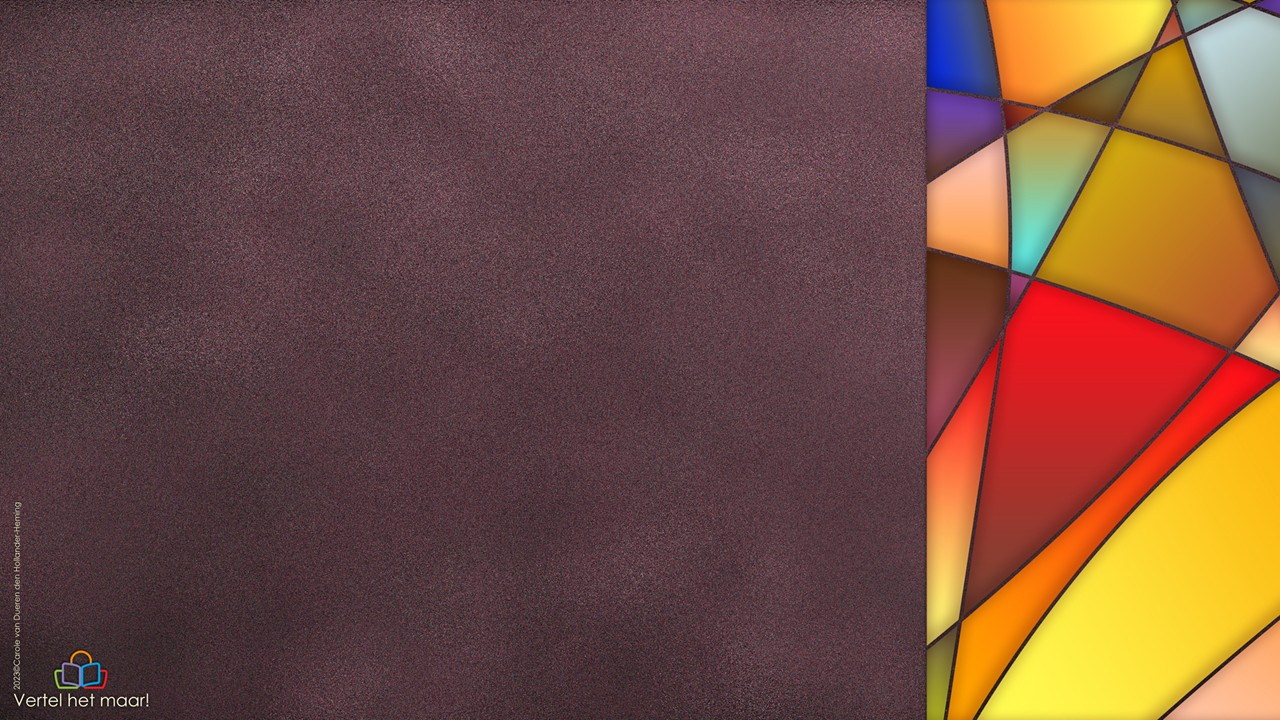 2023©Carole van Dueren den Hollander-Heming
Vertel het maar!